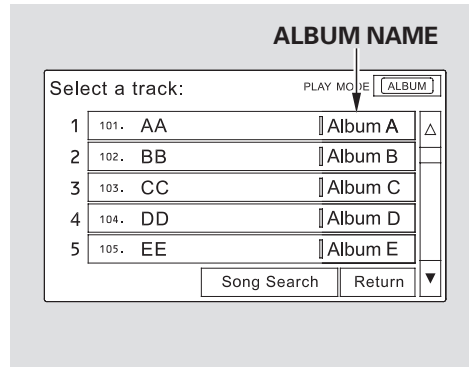 ALBUM NAME
Select a track: PLAY MODE ALBUM
1 101. AA Album A
2 102. BB Album B
3 103. CC Album C
4 104. DD Album D
5 105. EE Album E
Song Search Return